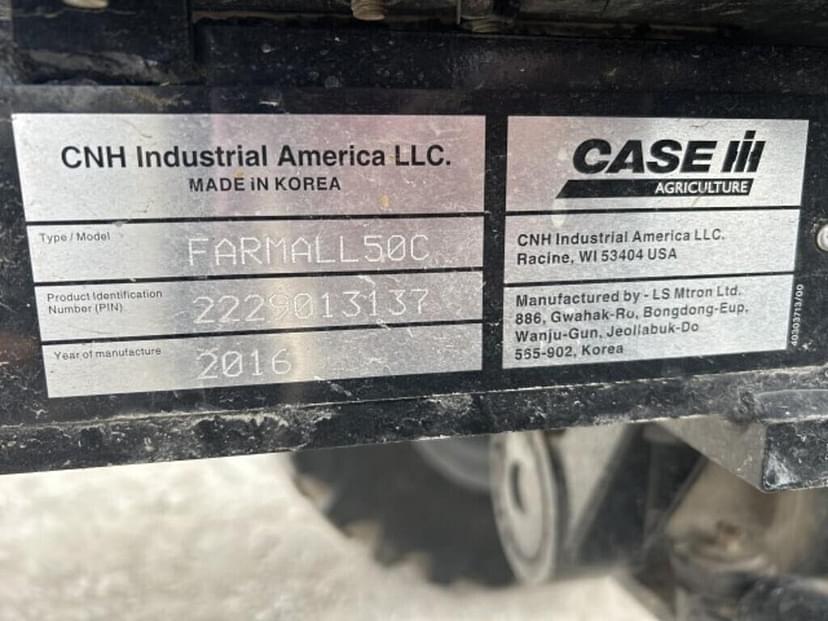 CNH Industrial America LLC.
MADE iN KOREA
Type / Model FARMALL50C
Product Identification
Number (PIN) 2229013137
Year of manufacture 2016
CASE IH
AGRICULTURE
CNH Industrial America LLC.
Racine, WI 53404 USA
Manufactured by - LS Mtron Ltd.
886, Gwahak-Ro, Bongdong-Eup,
Wanju-Gun, Jeollabuk-Do
565-902, Korea
40303713/00